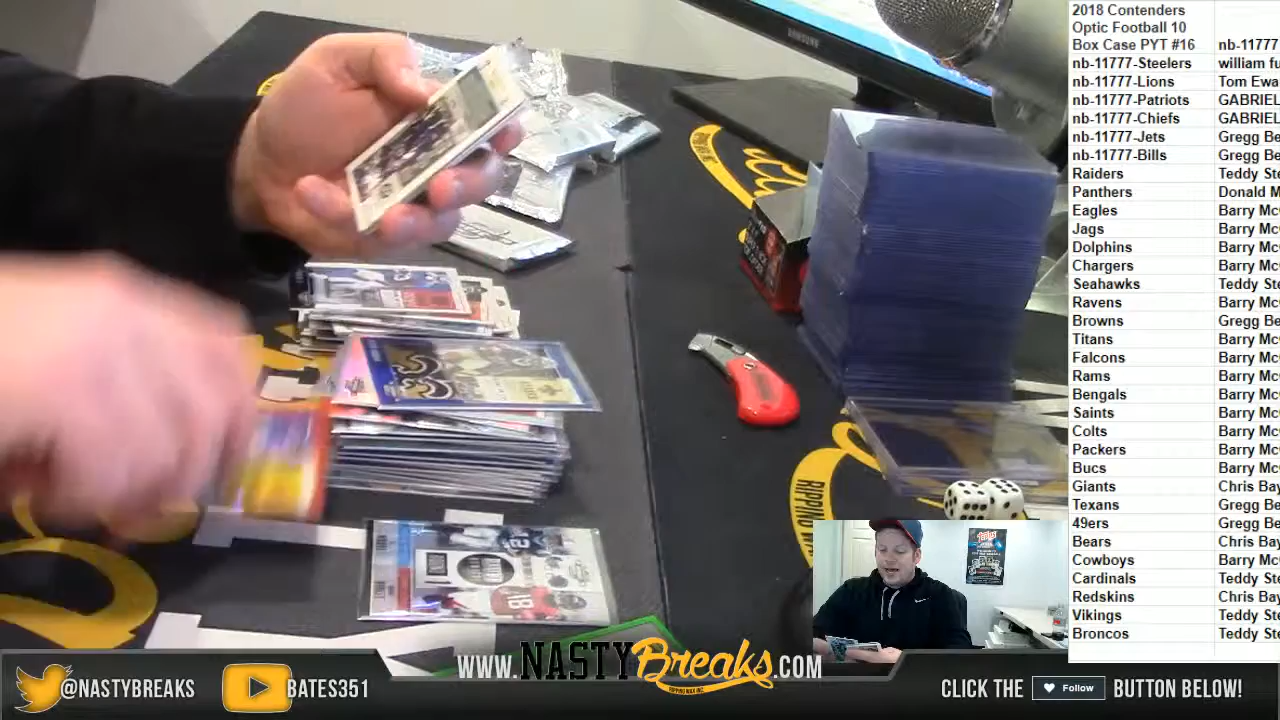 2018 Contenders
Optic Football 10
Box Case PYT #16 nb-11777
nb-11777-Steelers william fu
nb-11777-Lions Tom Ewa
nb-11777-Patriots GABRIEL
nb-11777-Chiefs GABRIEL
nb-11777-Jets Gregg Be
nb-11777-Bills Gregg Be
Raiders Teddy Ste
Panthers Donald M
Eagles Barry Mc
Jags Barry Mc
Dolphins Barry Mc
Chargers Barry Mc
Seahawks Teddy Ste
Ravens Barry Mc
Browns Gregg Be
Titans Barry Mc
Falcons Barry Mc
Rams Barry Mc
Bengals Barry Mc
Saints Barry Mc
Colts Barry Mc
Packers Barry Mc
Bucs Barry Mc
Giants Chris Bay
Texans Gregg Be
49ers Gregg Be
Bears Chris Bay
Cowboys Barry Mc
Cardinals Teddy Ste
Redskins Chris Bay
Vikings Teddy Ste
Broncos Teddy Ste
SAMSUNG
RIPPING W
18
@NASTYBREAKS
BATES351
WWW.NASTYBreaks.COM
RIPPING WAX INC.
CLICK THE Follow BUTTON BELOW!